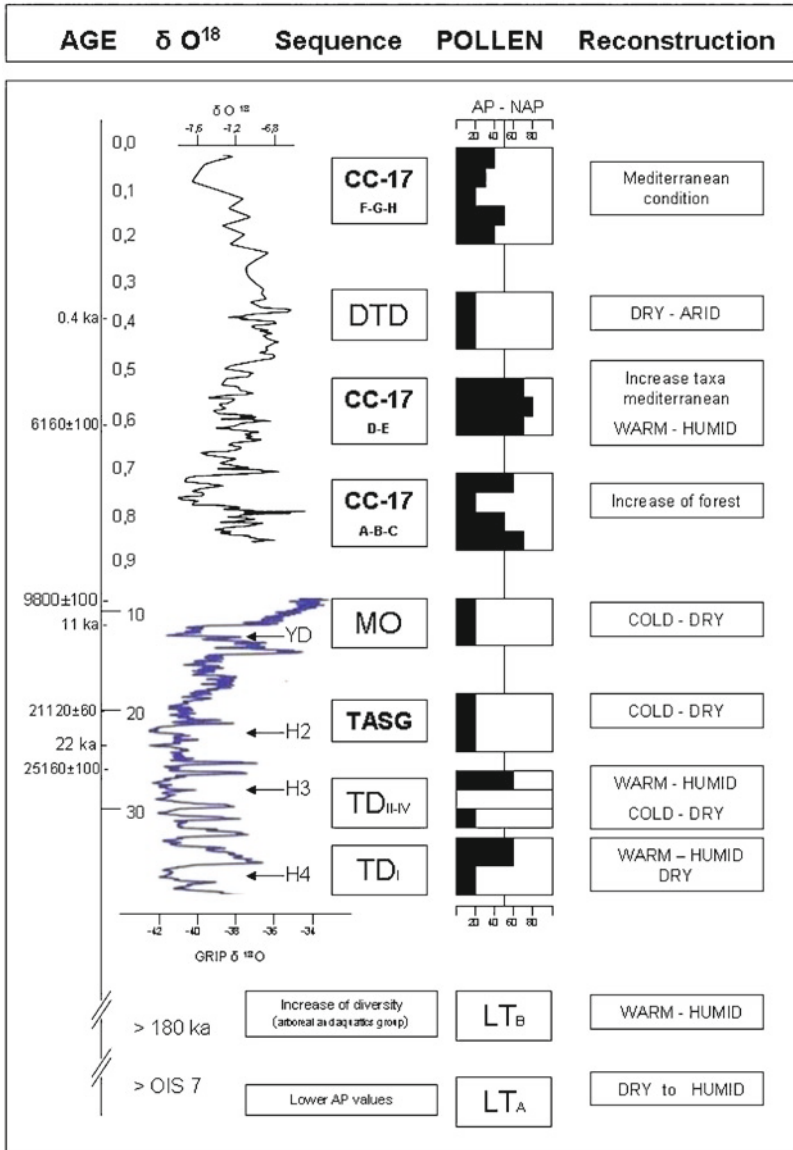 AGE δ O18 Sequence POLLEN Reconstruction
δ O 18
-1,6 -1,2 -6,8
AP - NAP
20 40 60 80
0,0
0,1
0,2
0,3
0.4 ka
0,4
0,5
0,6
6160±100
0,7
0,8
0,9
CC-17
F-G-H
Mediterranean
condition
DTD
DRY - ARID
CC-17
D-E
Increase taxa
mediterranean
WARM - HUMID
CC-17
A-B-C
Increase of forest
9800±100
10
11 ka
YD
MO
COLD - DRY
21120±60
20
22 ka
H2
TASG
COLD - DRY
25160±100
30
H3
TDII-IV
WARM - HUMID
COLD - DRY
H4
TDI
WARM – HUMID
DRY
20 40 60 80
-42 -40 -38 -36 -34
GRIP δ 18O
> 180 ka
Increase of diversity
(arboreal and aquatics group)
LTB
WARM - HUMID
> OIS 7
Lower AP values
LTA
DRY to HUMID